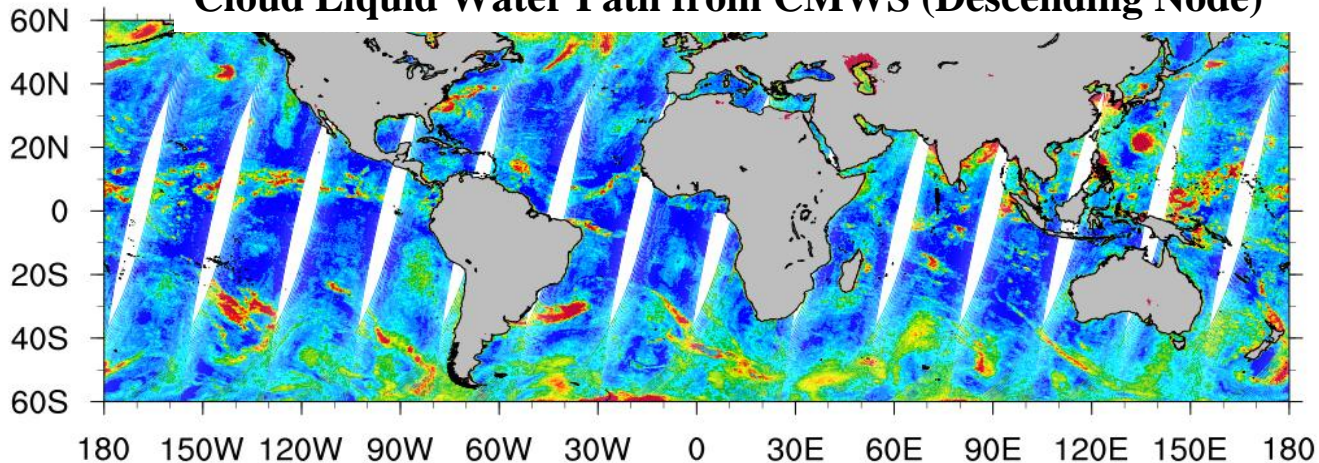 Cloud Liquid Water Path from CMWS (Descending Node)
60N
40N
20N
0
20S
40S
60S
180 150W 120W 90W 60W 30W 0 30E 60E 90E 120E 150E 180